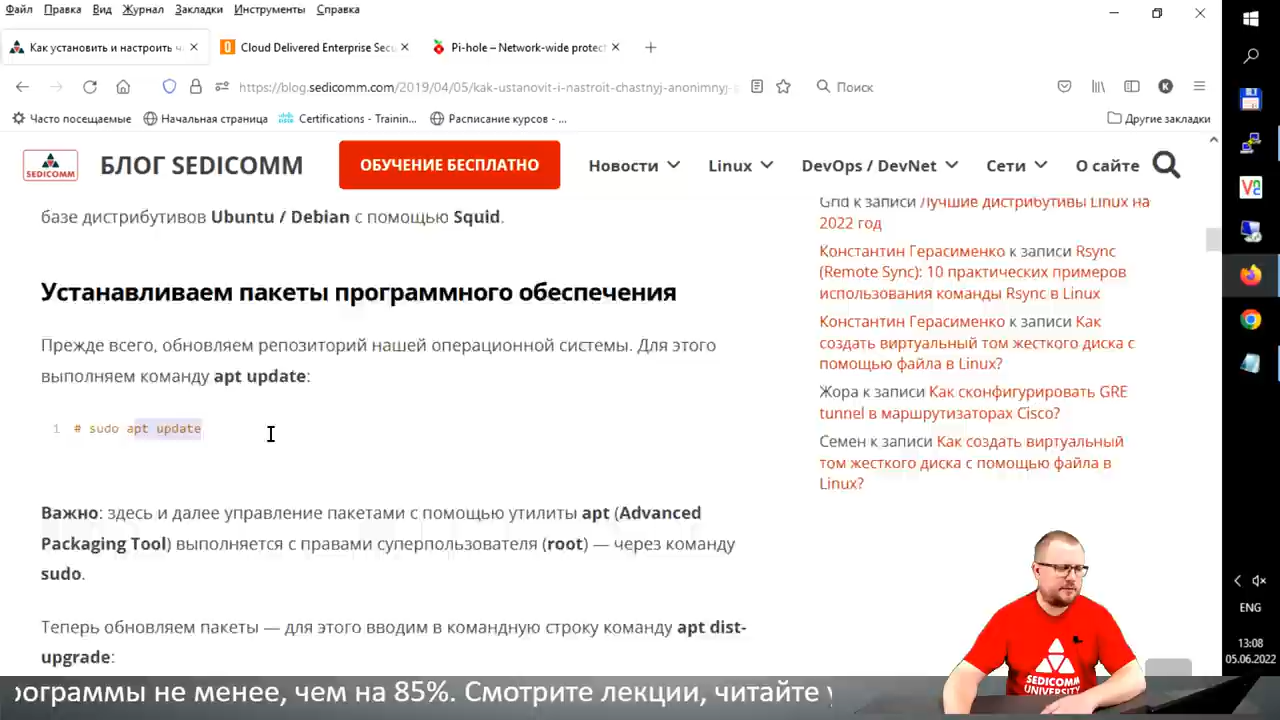 Файл Правка Вид Журнал Закладки Инструменты Справка
Как установить и настроить
Cloud Delivered Enterprise Secu
Pi-hole – Network-wide protect
https://blog.sedicomm.com/2019/04/05/kak-ustanovit-i-nastroit-chastnyj-anonimnyj-
Поиск
Часто посещаемые
Начальная страница
Certifications - Trainin...
Расписание курсов - ...
Другие закладки
SEDICOMM
БЛОГ SEDICOMM
ОБУЧЕНИЕ БЕСПЛАТНО
Новости
Linux
DevOps / DevNet
Сети
О сайте
базе дистрибутивов Ubuntu / Debian с помощью Squid.
Устанавливаем пакеты программного обеспечения
Прежде всего, обновляем репозиторий нашей операционной системы. Для этого
выполняем команду apt update:
1 # sudo apt update
Важно: здесь и далее управление пакетами с помощью утилиты apt (Advanced
Packaging Tool) выполняется с правами суперпользователя (root) — через команду
sudo.
Теперь обновляем пакеты — для этого вводим в командную строку команду apt dist-
upgrade:
Grid к записи Лучшие дистрибутивы Linux на
2022 год
Константин Герасименко к записи Rsync
(Remote Sync): 10 практических примеров
использования команды Rsync в Linux
Константин Герасименко к записи Как
создать виртуальный том жесткого диска с
помощью файла в Linux?
Жора к записи Как сконфигурировать GRE
tunnel в маршрутизаторах Cisco?
Семен к записи Как создать виртуальный
том жесткого диска с помощью файла в
Linux?
ENG
13:08
05.06.2022
SEDICOMM
UNIVERSITY
рограммы не менее, чем на 85%. Смотрите лекции, читайте